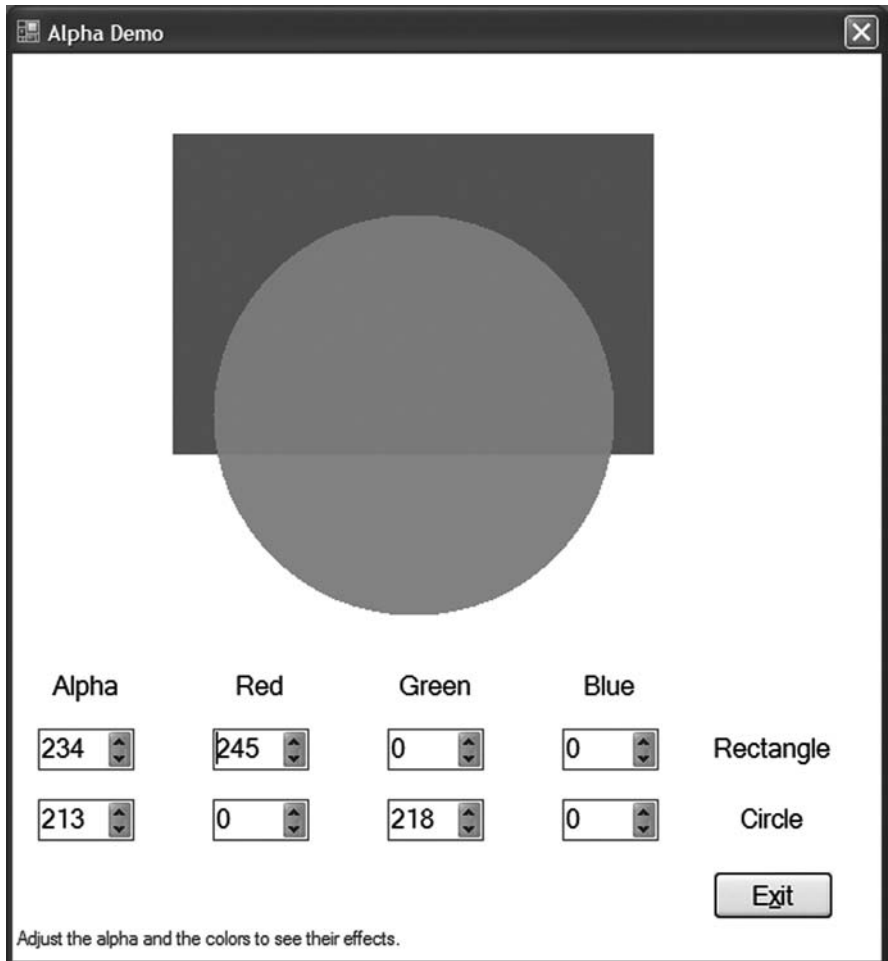 Alpha Demo
Alpha Red Green Blue
234 245 0 0 Rectangle
213 0 218 0 Circle
Exit
Adjust the alpha and the colors to see their effects.